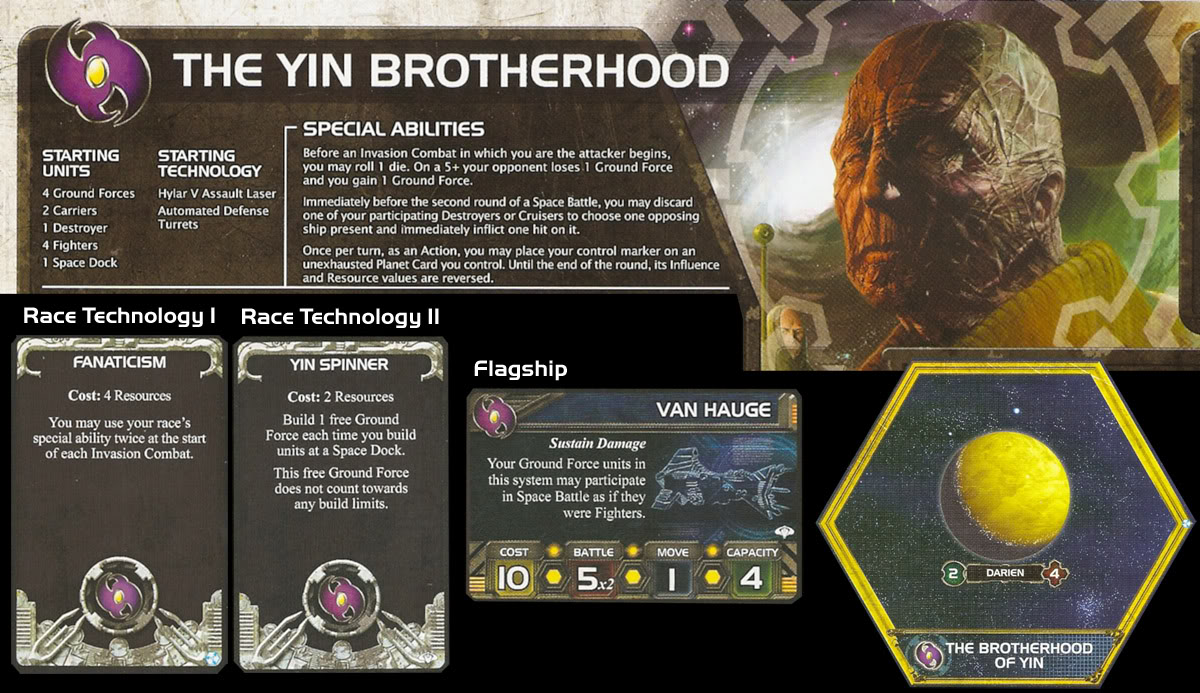 THE YIN BROTHERHOOD
STARTING
UNITS
4 Ground Forces
2 Carriers
1 Destroyer
4 Fighters
1 Space Dock
STARTING
TECHNOLOGY
Hylar V Assault Laser
Automated Defense
Turrets
SPECIAL ABILITIES
Before an Invasion Combat in which you are the attacker begins,
you may roll 1 die. On a 5+ your opponent loses 1 Ground Force
and you gain 1 Ground Force.
Immediately before the second round of a Space Battle, you may discard
one of your participating Destroyers or Cruisers to choose one opposing
ship present and immediately inflict one hit on it.
Once per turn, as an Action, you may place your control marker on an
unexhausted Planet Card you control. Until the end of the round, its Influence
and Resource values are reversed.
Race Technology I
FANATICISM
Cost: 4 Resources
You may use your race's
special ability twice at the start
of each Invasion Combat.
Race Technology II
YIN SPINNER
Cost: 2 Resources
Build 1 free Ground
Force each time you build
units at a Space Dock.
This free Ground Force
does not count towards
any build limits.
Flagship
VAN HAUGE
Sustain Damage
Your Ground Force units in
this system may participate
in Space Battle as if they
were Fighters.
COST BATTLE MOVE CAPACITY
10 5x2 1 4
2 DARIEN 4
THE BROTHERHOOD
OF YIN